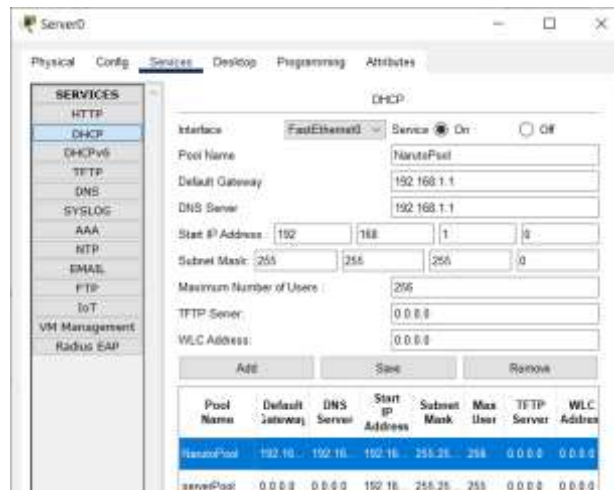 Server0
Physical Config Services Desktop Programming Attributes
SERVICES
HTTP
DHCP
DHCPv6
TFTP
DNS
SYSLOG
AAA
NTP
EMAIL
FTP
IoT
VM Management
Radius EAP
DHCP
Interface FastEthernet0 Service On Off
Pool Name NarutoPool
Default Gateway 192.168.1.1
DNS Server 192.168.1.1
Start IP Address : 192 168 1 0
Subnet Mask: 255 255 255 0
Maximum Number of Users : 256
TFTP Server: 0.0.0.0
WLC Address: 0.0.0.0
Add Save Remove
Pool Name Default Gateway DNS Server Start IP Address Subnet Mask Max User TFTP Server WLC Address
NarutoPool 192.16... 192.16... 192.16... 255.25... 256 0.0.0.0 0.0.0.0
serverPool 0.0.0.0 0.0.0.0 192.16... 255.25... 0.0.0.0 0.0.0.0